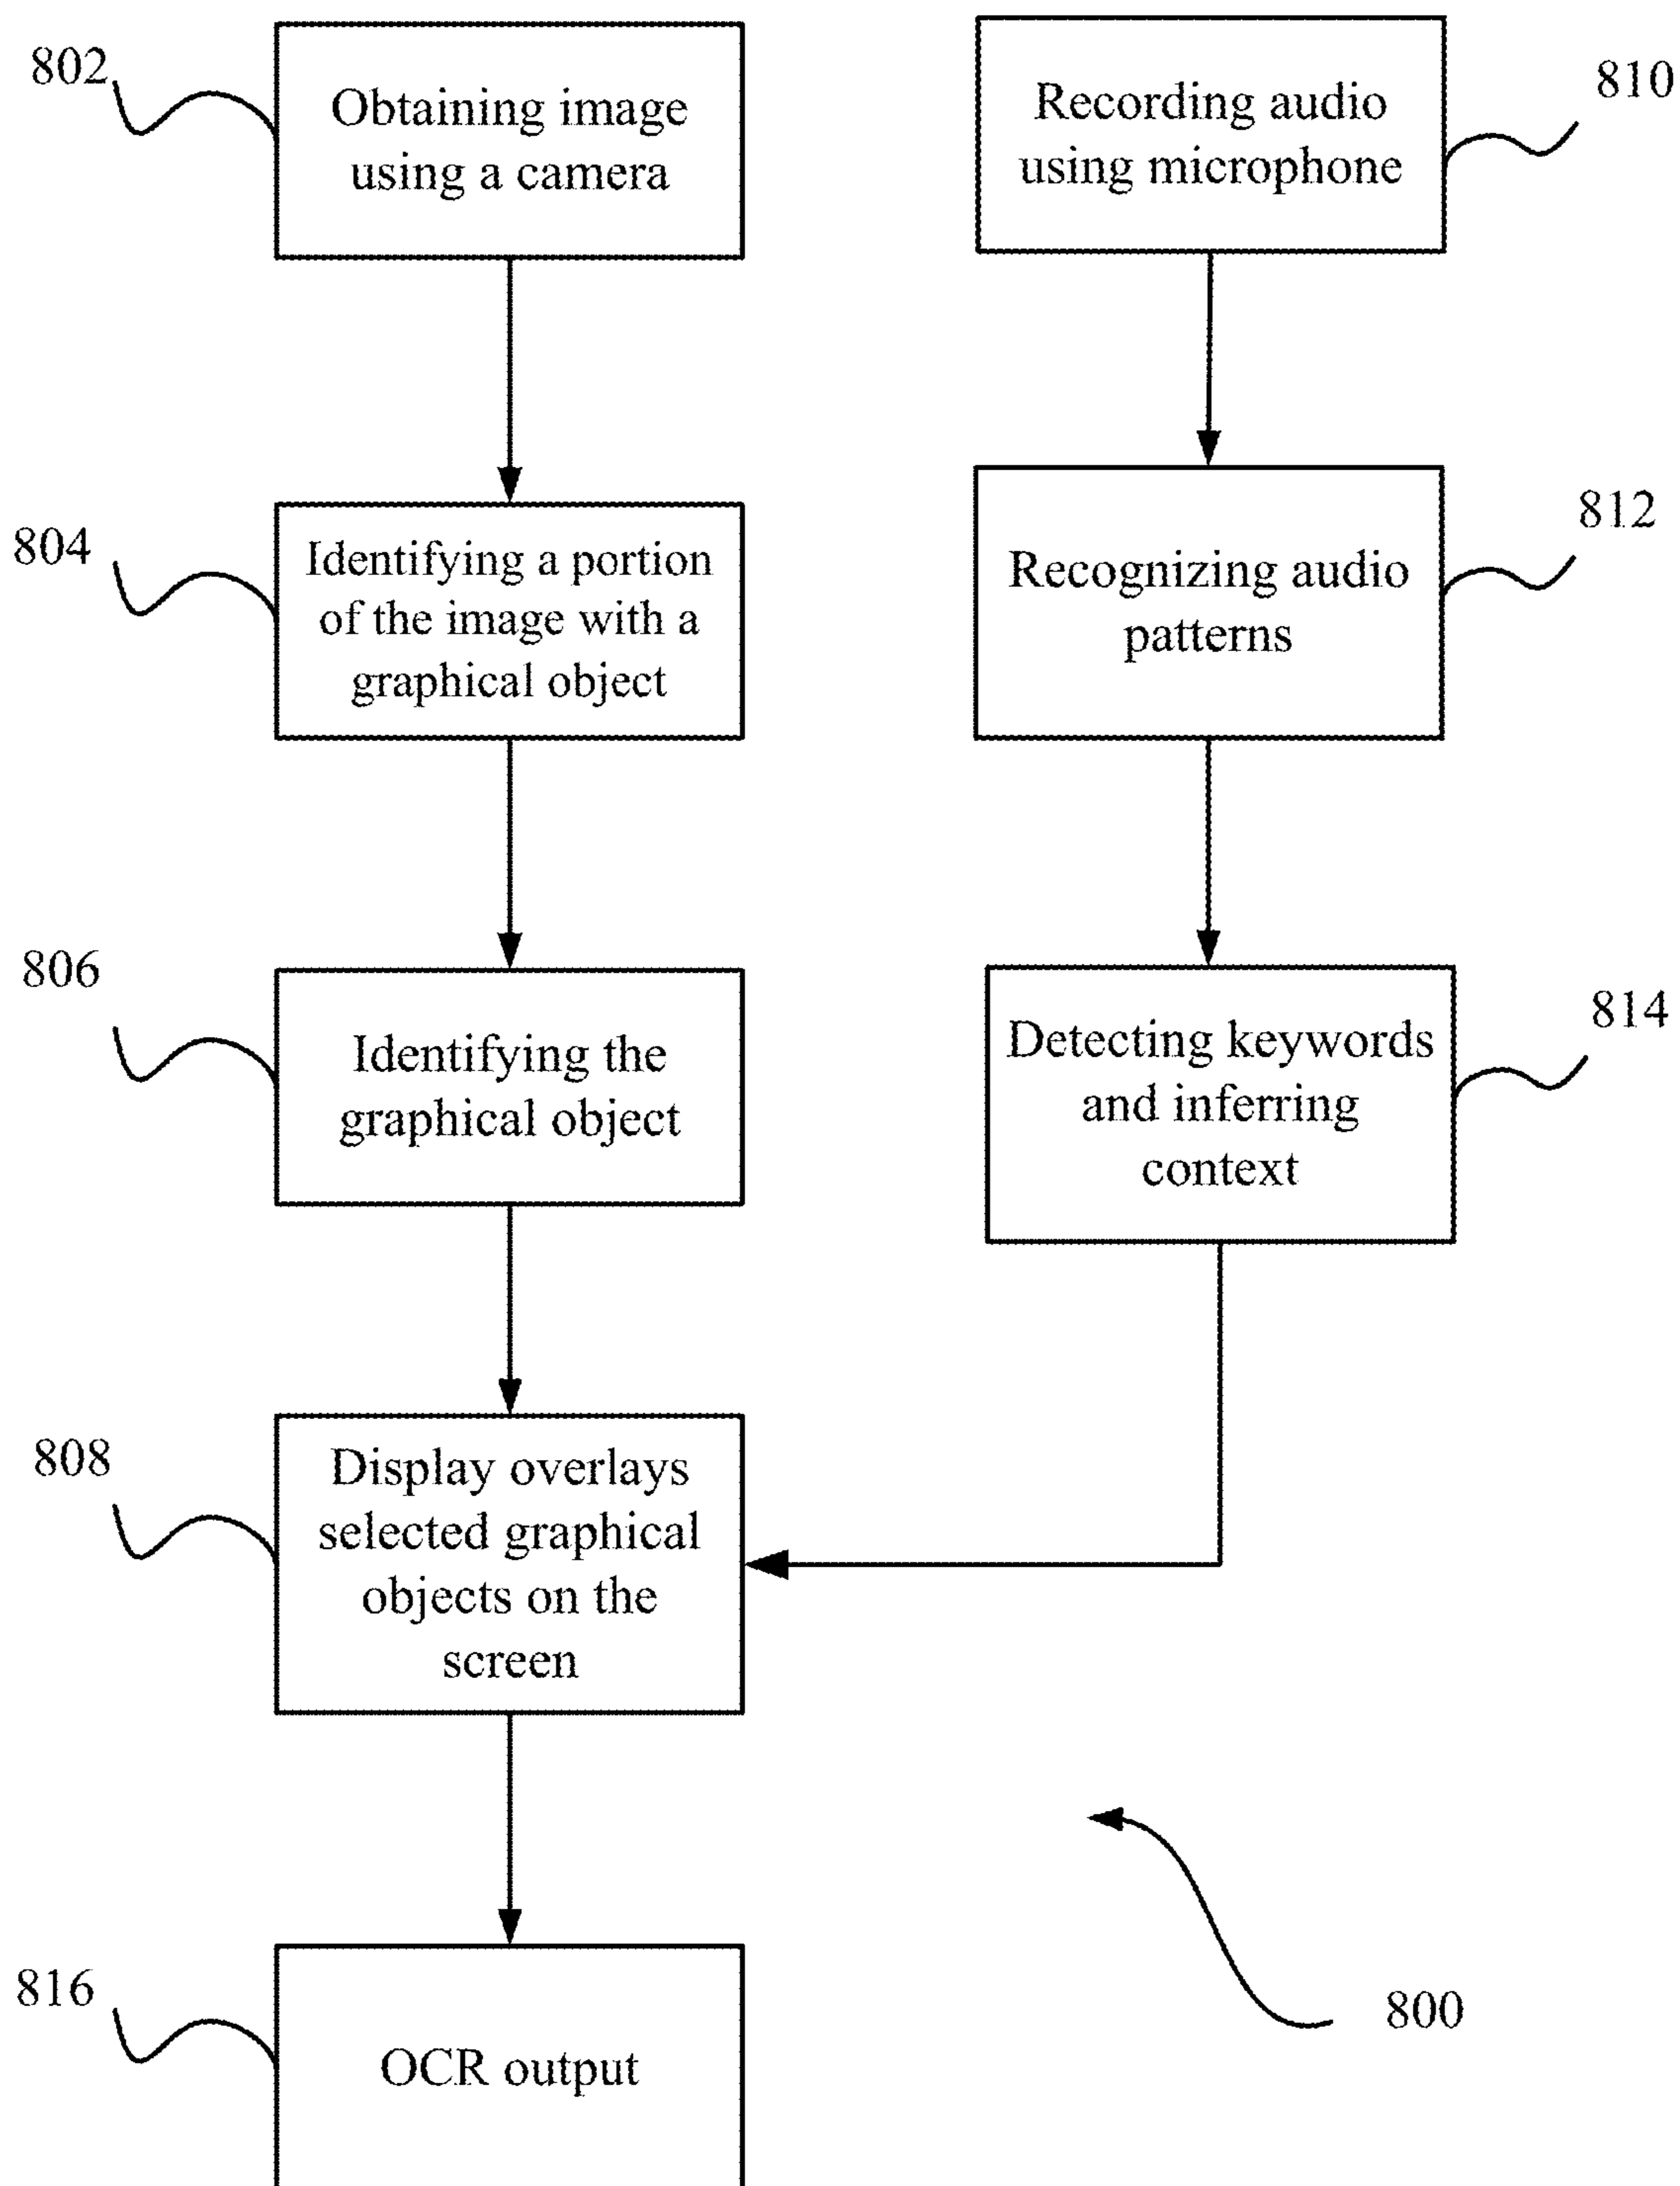 802
Obtaining image
using a camera
810
Recording audio
using microphone
804
Identifying a portion
of the image with a
graphical object
812
Recognizing audio
patterns
806
Identifying the
graphical object
814
Detecting keywords
and inferring
context
808
Display overlays
selected graphical
objects on the
screen
816
OCR output
800